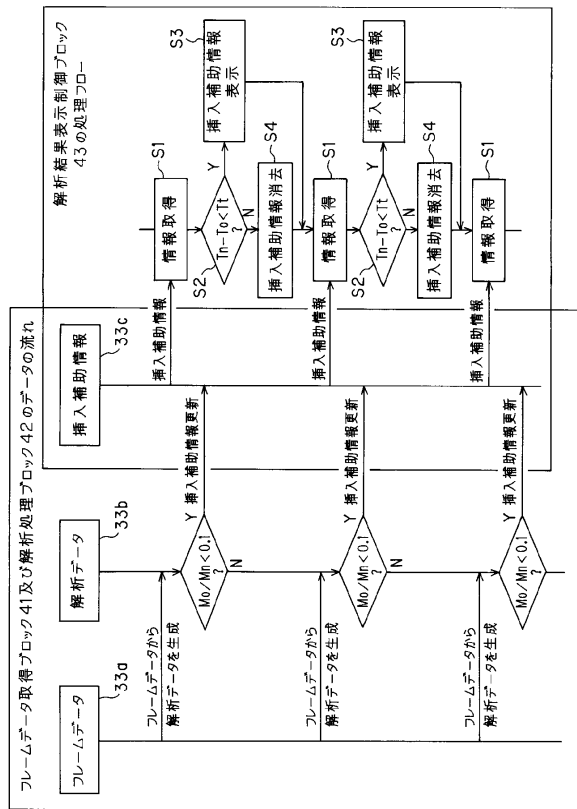 フレームデータ取得ブロック41及び解析処理ブロック42のデータの流れ
解析結果表示制御ブロック
43の処理フロー
フレームデータ
33a
解析データ
33b
挿入補助情報
33c
フレームデータから
解析データを生成
Mo/Mn<0.1
?
Y
挿入補助情報更新
N
挿入補助情報
情報取得
S1
Tn-To<Tt
?
S2
Y
N
挿入補助情報
表示
S3
挿入補助情報消去
S4
フレームデータから
解析データを生成
Mo/Mn<0.1
?
Y
挿入補助情報更新
N
挿入補助情報
情報取得
S1
Tn-To<Tt
?
S2
Y
N
挿入補助情報
表示
S3
挿入補助情報消去
S4
フレームデータから
解析データを生成
Mo/Mn<0.1
?
Y
挿入補助情報更新
挿入補助情報
情報取得
S1